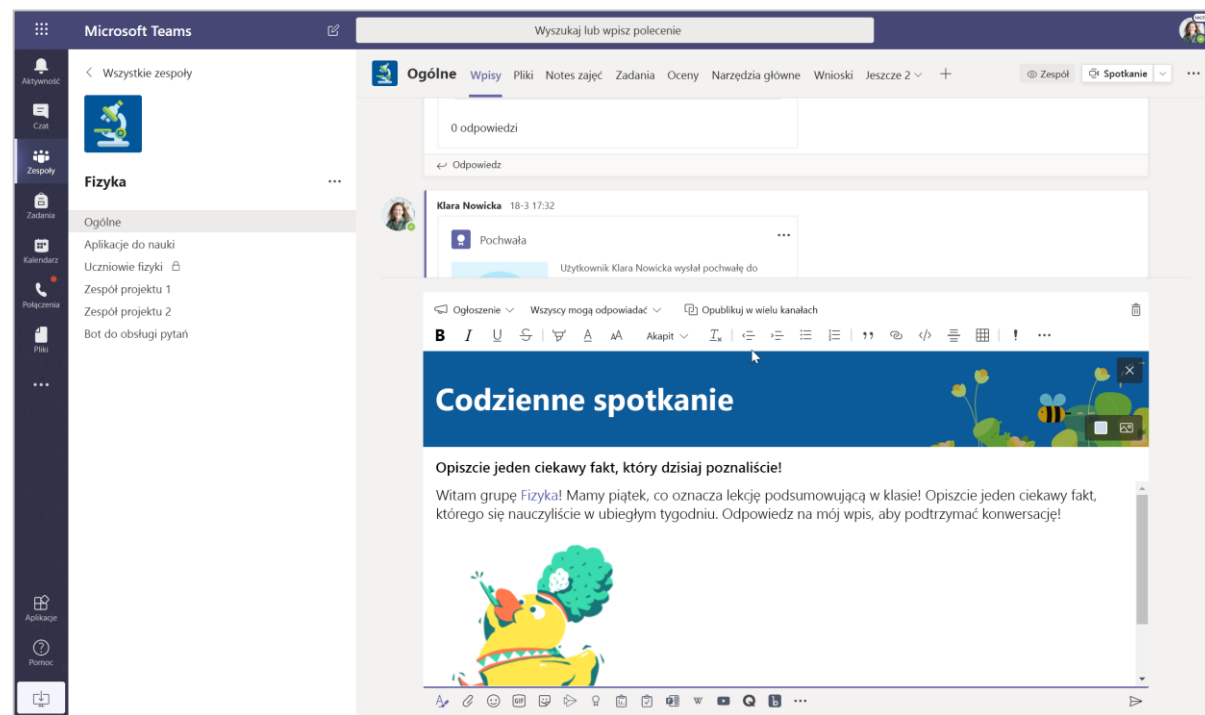 Microsoft Teams
Wyszukaj lub wpisz polecenie
Aktywność
Czat
Zespoły
Zadania
Kalendarz
Połączenia
Pliki
Aplikacje
Pomoc
Wszystkie zespoły
Fizyka
Ogólne
Aplikacje do nauki
Uczniowie fizyki
Zespół projektu 1
Zespół projektu 2
Bot do obsługi pytań
Ogólne Wpisy Pliki Notes zajęć Zadania Oceny Narzędzia główne Wnioski Jeszcze 2 +
Zespół Spotkanie
0 odpowiedzi
Odpowiedz
Klara Nowicka 18-3 17:32
Pochwała
Użytkownik Klara Nowicka wysłał pochwałę do
Ogłoszenie Wszyscy mogą odpowiadać Opublikuj w wielu kanałach
B I U S A AA Akapit
Codzienne spotkanie
Opiszcie jeden ciekawy fakt, który dzisiaj poznaliście!
Witam grupę Fizyka! Mamy piątek, co oznacza lekcję podsumowującą w klasie! Opiszcie jeden ciekawy fakt,
którego się nauczyliście w ubiegłym tygodniu. Odpowiedz na mój wpis, aby podtrzymać konwersację!
GIF